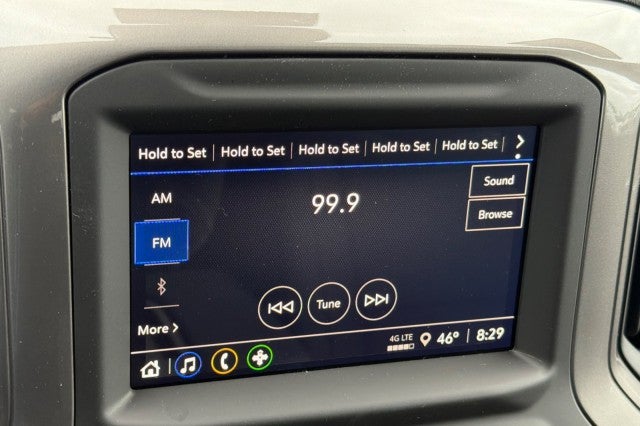 Hold to Set | Hold to Set | Hold to Set | Hold to Set | Hold to Set
AM
99.9
Sound
FM
Browse
Tune
More
4G LTE
46° | 8:29